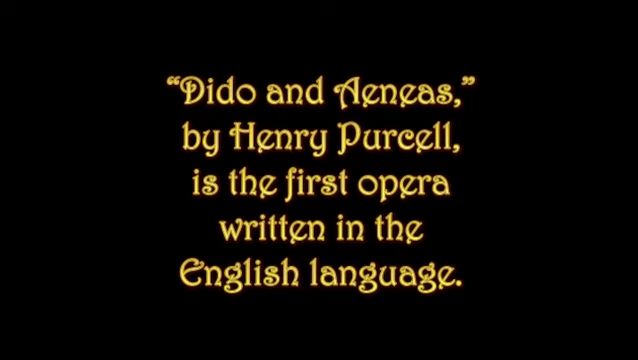 “Dido and Aeneas,”
by Henry Purcell,
is the first opera
written in the
English language.